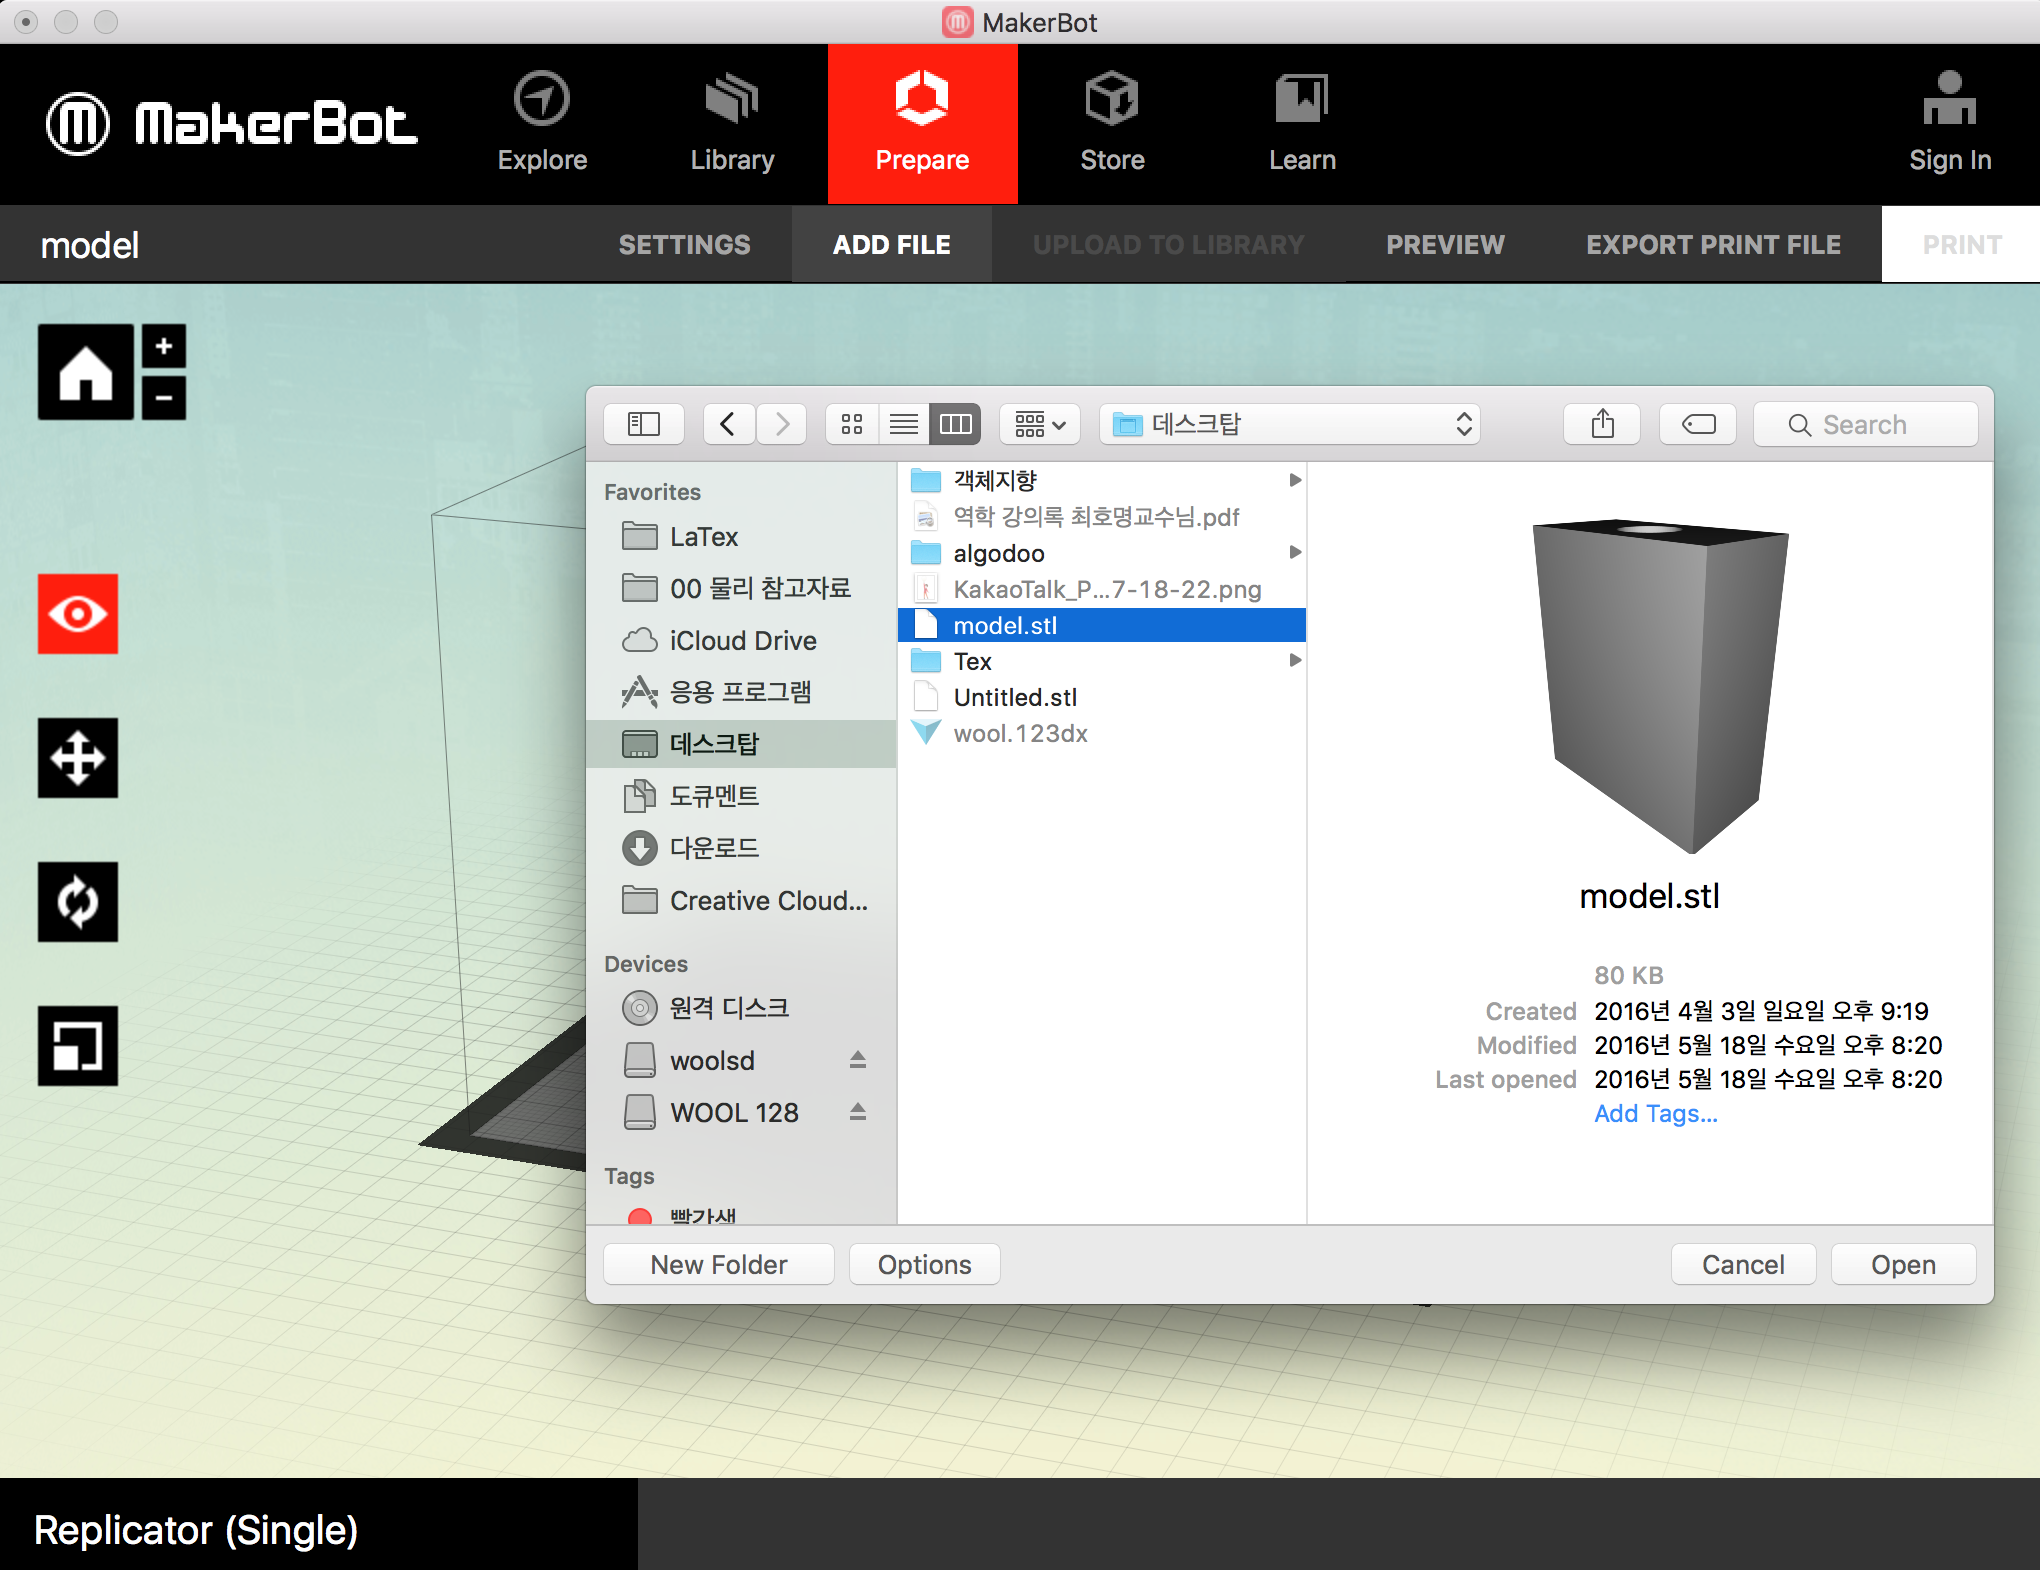 MakerBot
MakerBot
Explore
Library
Prepare
Store
Learn
Sign In
model
SETTINGS
ADD FILE
UPLOAD TO LIBRARY
PREVIEW
EXPORT PRINT FILE
PRINT
데스크탑
Search
Favorites
LaTex
00 물리 참고자료
iCloud Drive
응용 프로그램
데스크탑
도큐멘트
다운로드
Creative Cloud...
Devices
원격 디스크
woolsd
WOOL 128
Tags
빨간색
객체지향
역학 강의록 최호명교수님.pdf
algodoo
KakaoTalk_P...7-18-22.png
model.stl
Tex
Untitled.stl
wool.123dx
model.stl
80 KB
Created 2016년 4월 3일 일요일 오후 9:19
Modified 2016년 5월 18일 수요일 오후 8:20
Last opened 2016년 5월 18일 수요일 오후 8:20
Add Tags...
New Folder
Options
Cancel
Open
Replicator (Single)